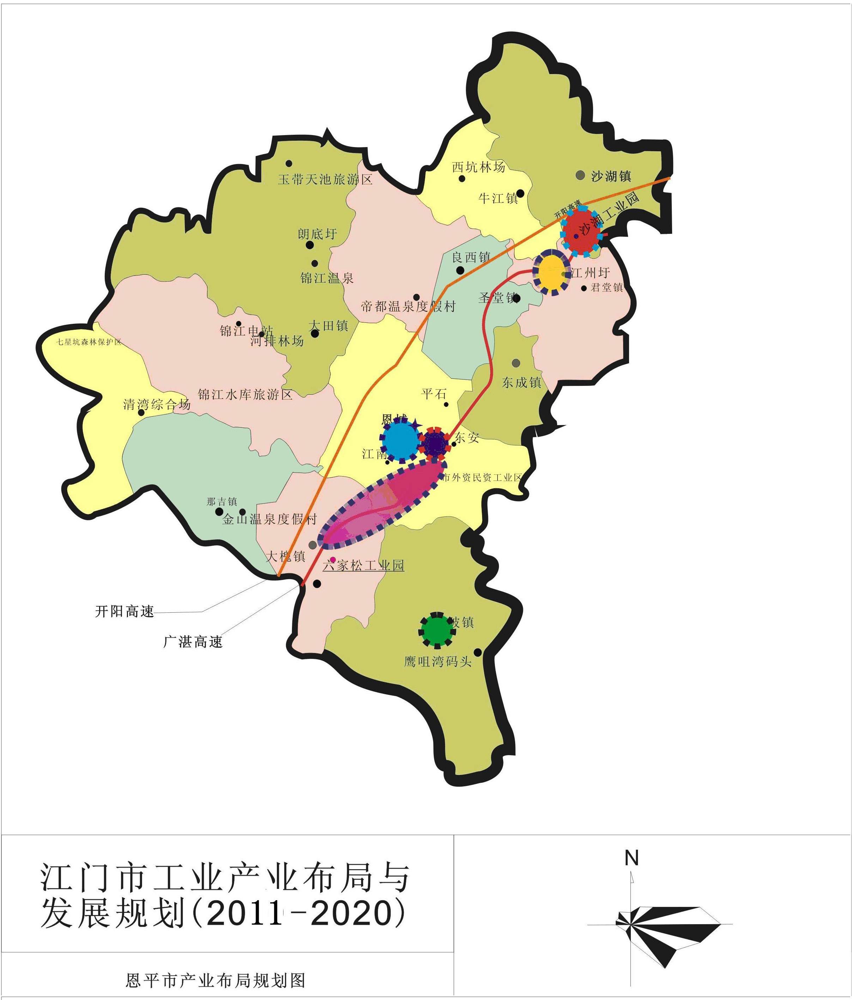 西坑林场
沙湖镇
玉带天池旅游区
牛江镇
沙湖工业园
开阳高速
朗底圩
良西镇
锦江温泉
江州圩
君堂镇
圣堂镇
帝都温泉度假村
大田镇
锦江电站
河排林场
七星坑森林保护区
东成镇
锦江水库旅游区
平石
清湾综合场
恩城
东安
江南
市外资民资工业区
那吉镇
金山温泉度假村
大槐镇
六家松工业园
开阳高速
镇
广湛高速
鹰咀湾码头
江门市工业产业布局与
发展规划(2011-2020)
恩平市产业布局规划图
N